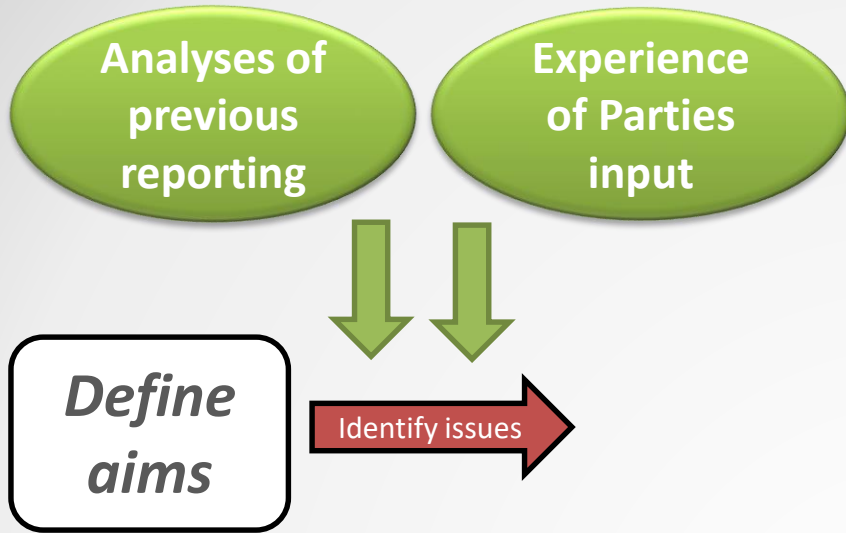 Analyses of
previous
reporting
Experience
of Parties
input
Define
aims
Identify issues